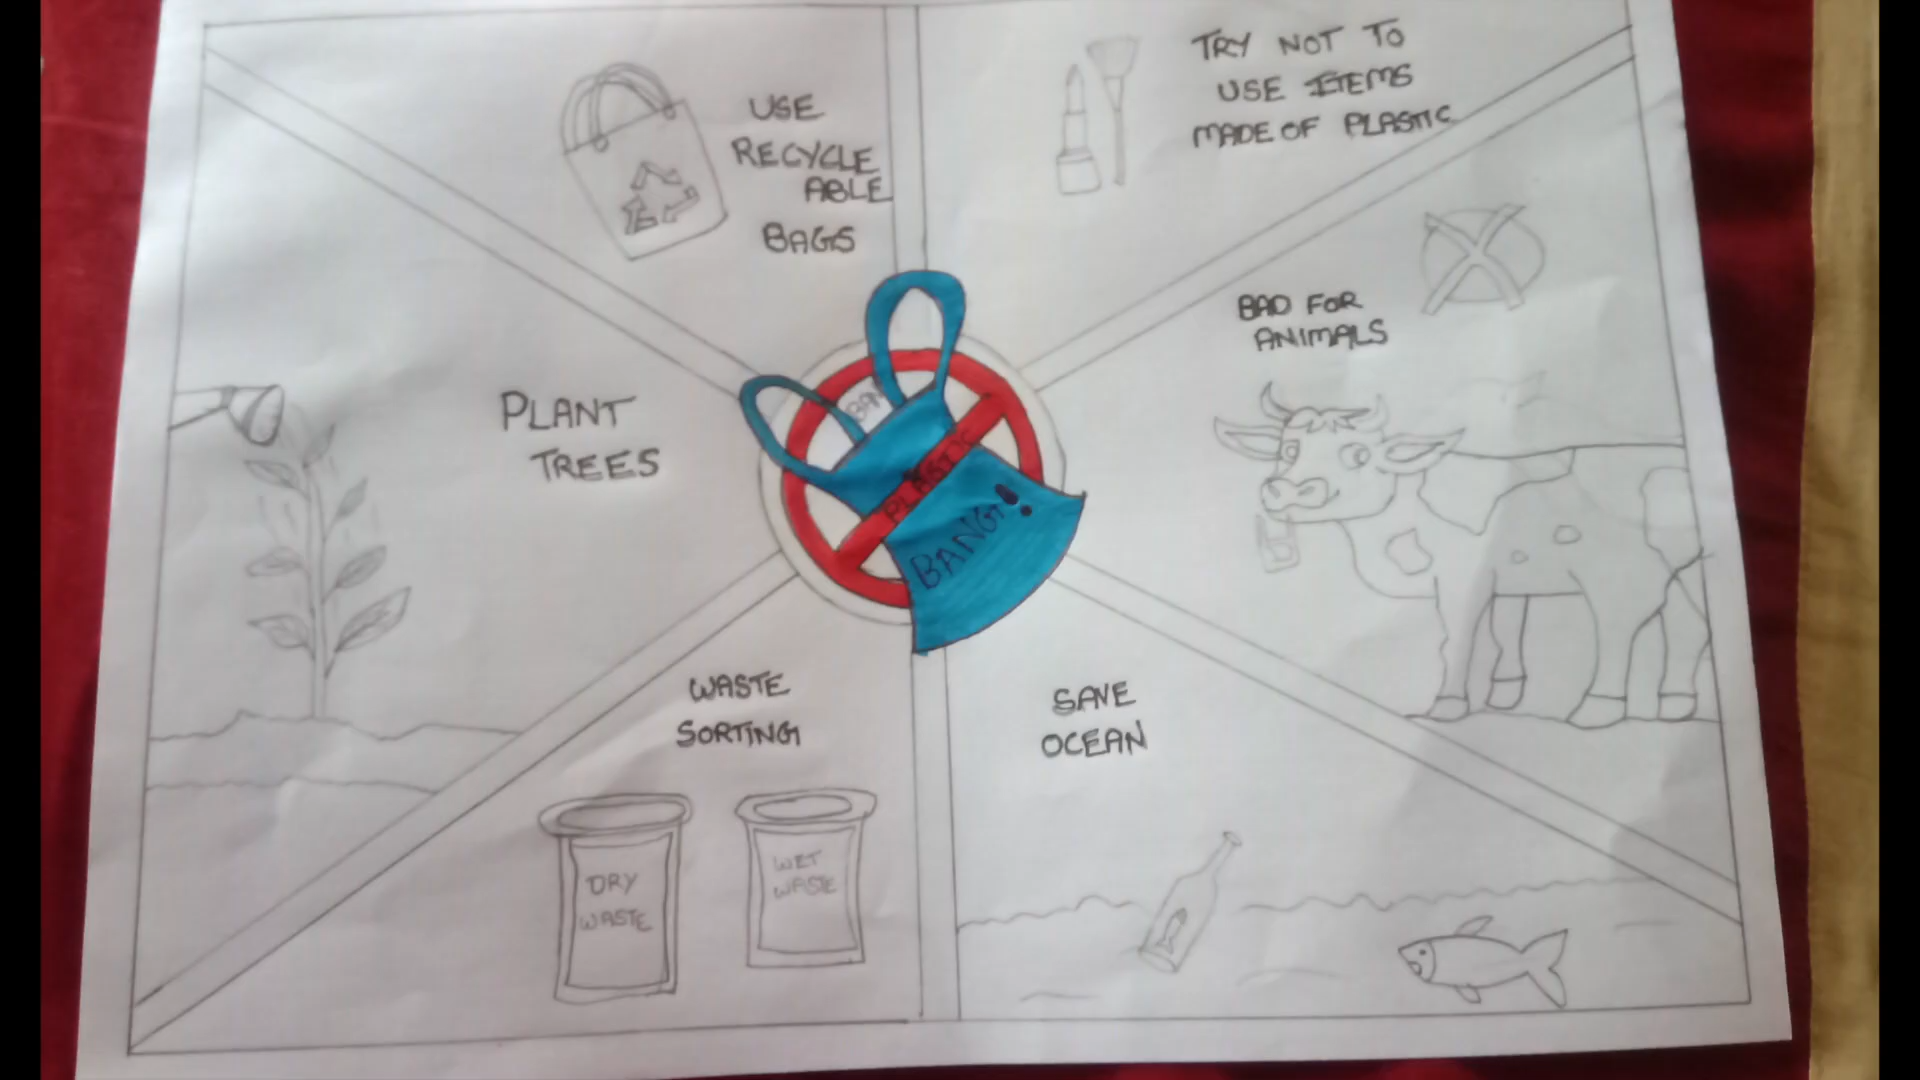 USE
RECYCLE
ABLE
BAGS
TRY NOT TO
USE ITEMS
MADE OF PLASTIC
BAD FOR
ANIMALS
PLANT
TREES
BAN
PLASTIC
BANG!
WASTE
SORTING
DRY
WASTE
WET
WASTE
SAVE
OCEAN